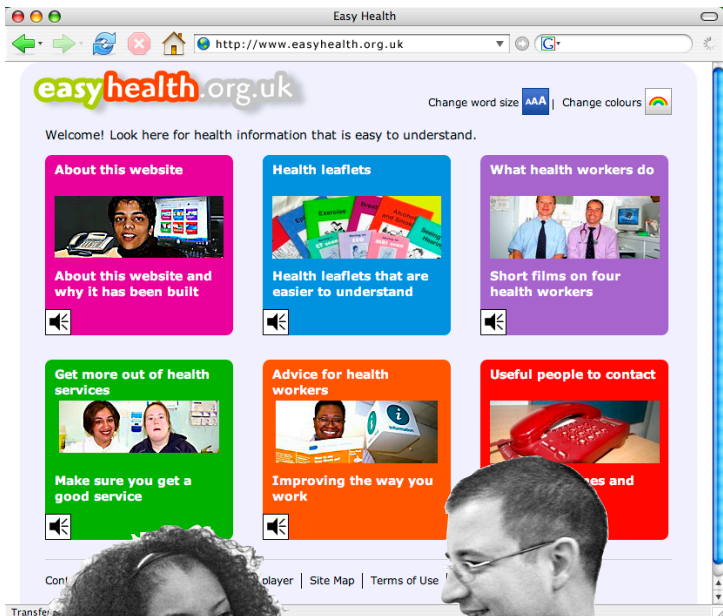 Easy Health
http://www.easyhealth.org.uk
G
easyhealth.org.uk
Change word size AAA | Change colours
Welcome! Look here for health information that is easy to understand.
About this website
About this website and
why it has been built
Health leaflets
Exercise
Alcohol
Health leaflets that are
easier to understand
What health workers do
Short films on four
health workers
Get more out of health
services
Make sure you get a
good service
Advice for health
workers
i
information
Improving the way you
work
Useful people to contact
and
player | Site Map | Terms of Use